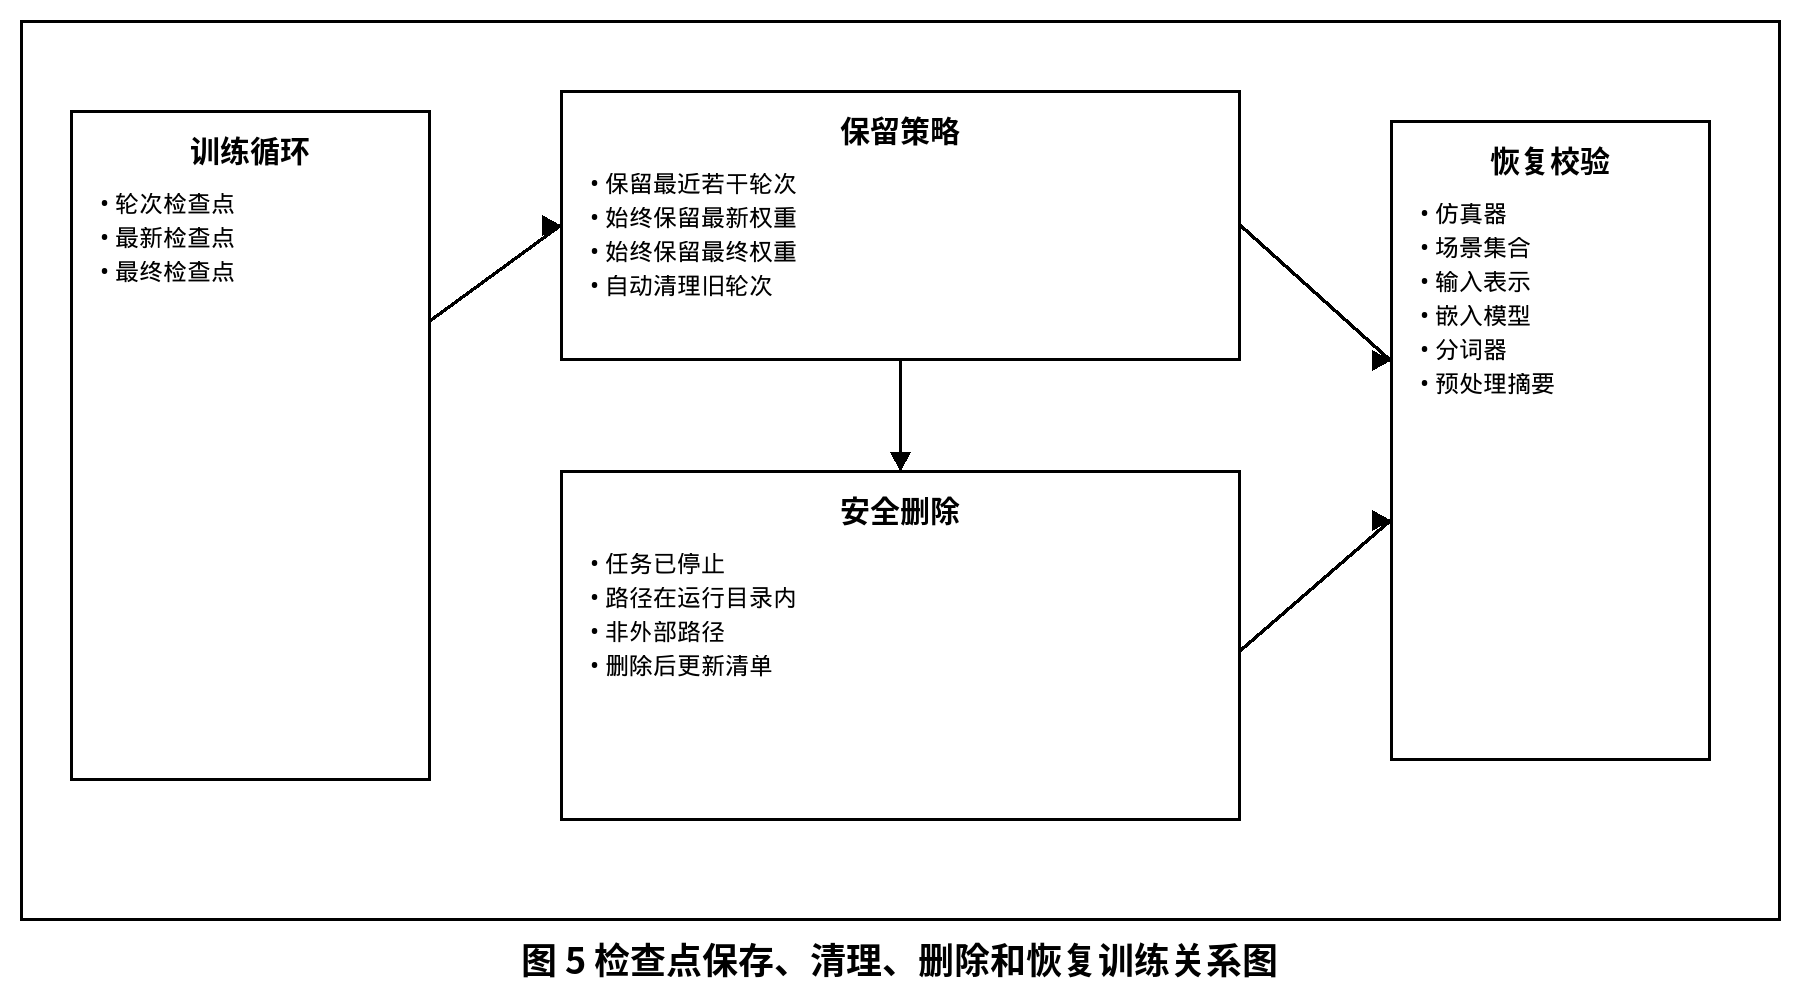 训练循环
• 轮次检查点
• 最新检查点
• 最终检查点
保留策略
• 保留最近若干轮次
• 始终保留最新权重
• 始终保留最终权重
• 自动清理旧轮次
安全删除
• 任务已停止
• 路径在运行目录内
• 非外部路径
• 删除后更新清单
恢复校验
• 仿真器
• 场景集合
• 输入表示
• 嵌入模型
• 分词器
• 预处理摘要
图 5 检查点保存、清理、删除和恢复训练关系图